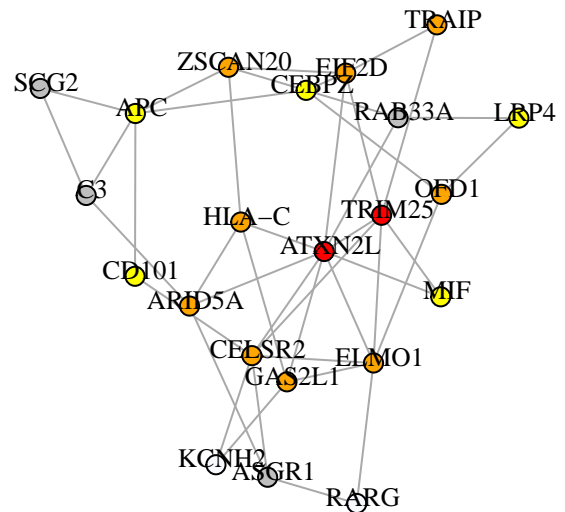 TRAIP
ZSCAN20
EIF2D
SCG2
CEBPZ
APC
RAB33A
LRP4
C3
OFD1
HLA−C
TRIM25
ATXN2L
CD101
ARID5A
MIF
CELSR2
ELMO1
GAS2L1
KCNH2
ASGR1
RARG